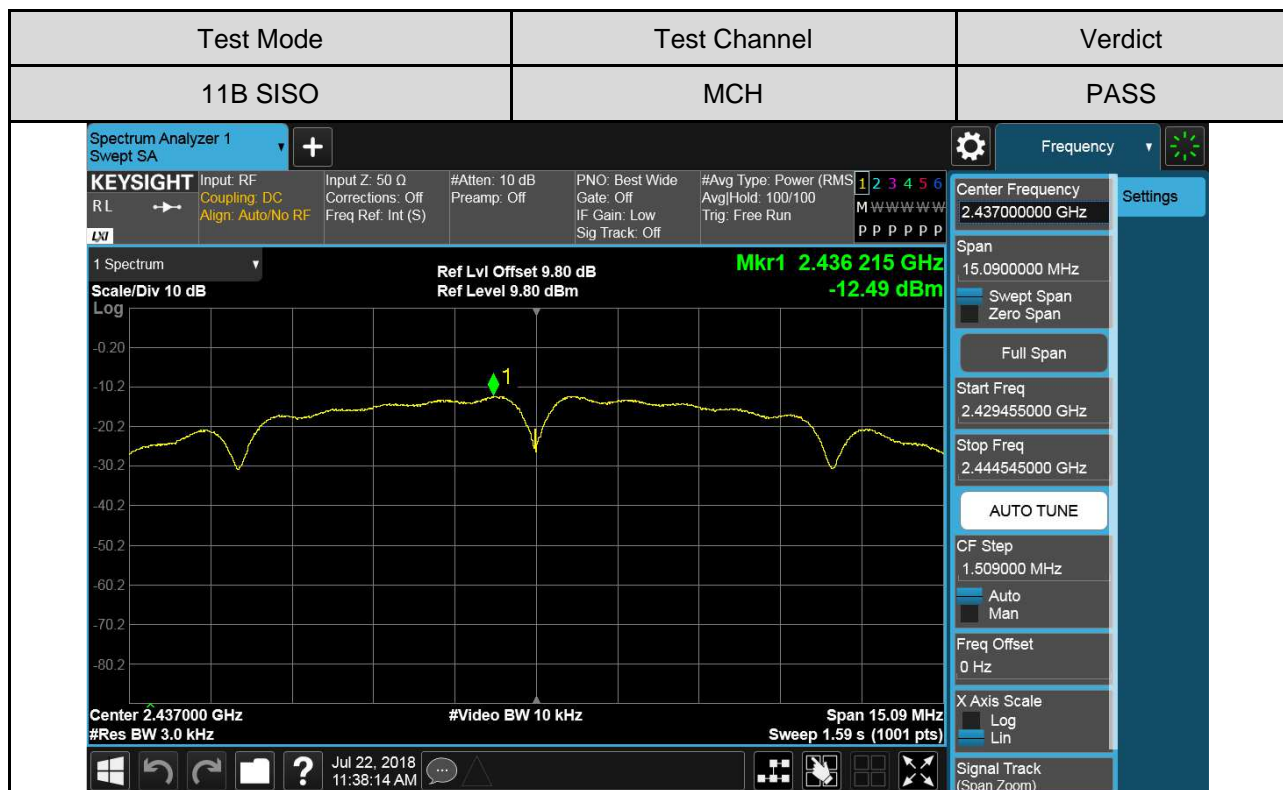 Test Mode Test Channel Verdict
11B SISO MCH PASS
Spectrum Analyzer 1
Swept SA
+
Frequency
KEYSIGHT
RL
LXI
Input: RF
Coupling: DC
Align: Auto/No RF
Input Z: 50 Ω
Corrections: Off
Freq Ref: Int (S)
#Atten: 10 dB
Preamp: Off
PNO: Best Wide
Gate: Off
IF Gain: Low
Sig Track: Off
#Avg Type: Power (RMS
Avg|Hold: 100/100
Trig: Free Run
1 2 3 4 5 6
M W W W W W
P P P P P P
1 Spectrum
Scale/Div 10 dB
Ref Lvl Offset 9.80 dB
Ref Level 9.80 dBm
Mkr1 2.436 215 GHz
-12.49 dBm
Log
-0.20
-10.2
-20.2
-30.2
-40.2
-50.2
-60.2
-70.2
-80.2
1
Center 2.437000 GHz
#Res BW 3.0 kHz
#Video BW 10 kHz
Span 15.09 MHz
Sweep 1.59 s (1001 pts)
Center Frequency
2.437000000 GHz
Span
15.0900000 MHz
Swept Span
Zero Span
Full Span
Start Freq
2.429455000 GHz
Stop Freq
2.444545000 GHz
AUTO TUNE
CF Step
1.509000 MHz
Auto
Man
Freq Offset
0 Hz
X Axis Scale
Log
Lin
Signal Track
(Span Zoom)
Settings
?
Jul 22, 2018
11:38:14 AM